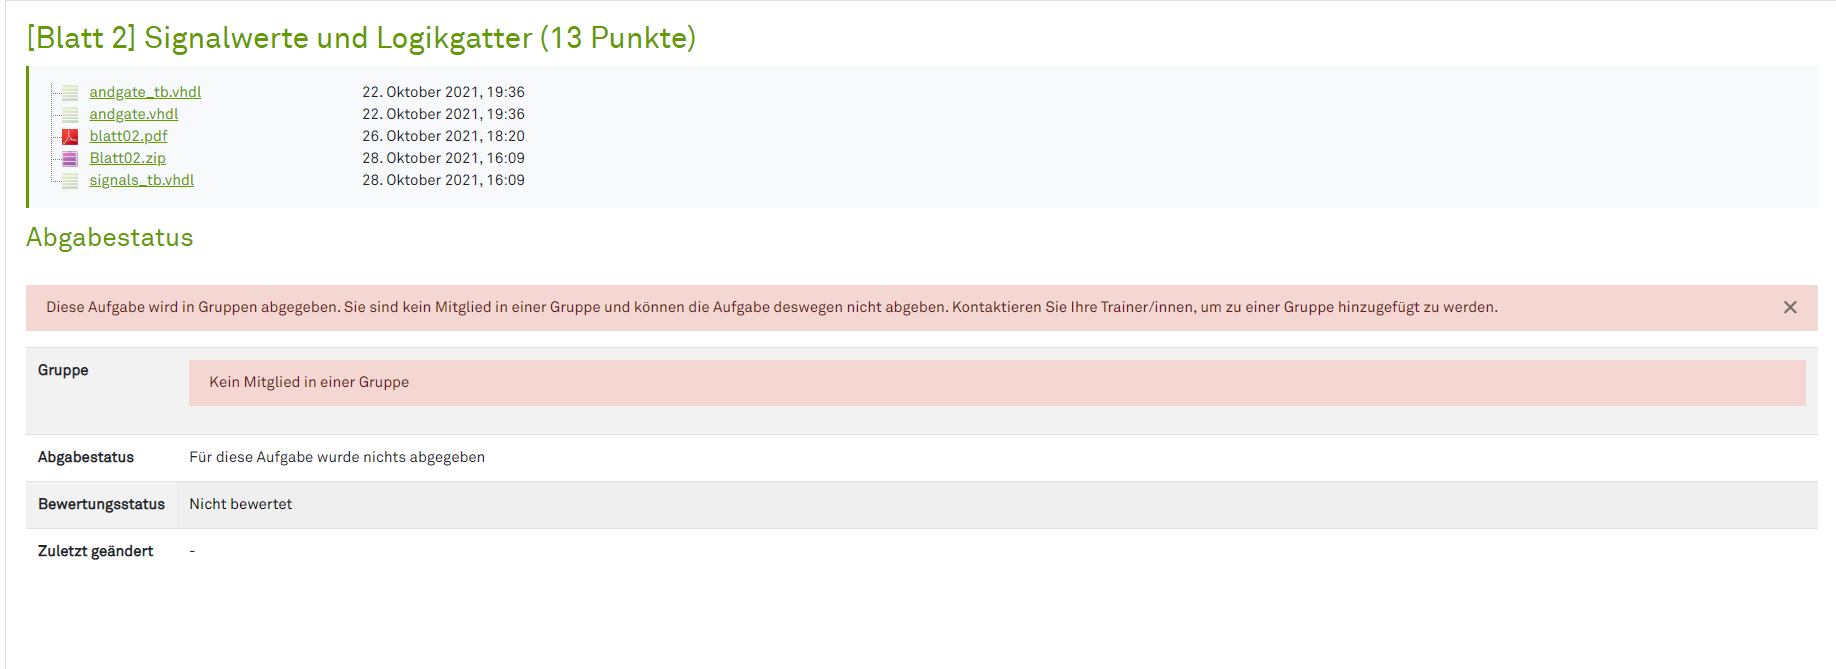 [Blatt 2] Signalwerte und Logikgatter (13 Punkte)
andgate_tb.vhdl 22. Oktober 2021, 19:36
andgate.vhdl 22. Oktober 2021, 19:36
blatt02.pdf 26. Oktober 2021, 18:20
Blatt02.zip 28. Oktober 2021, 16:09
signals_tb.vhdl 28. Oktober 2021, 16:09
Abgabestatus
Diese Aufgabe wird in Gruppen abgegeben. Sie sind kein Mitglied in einer Gruppe und können die Aufgabe deswegen nicht abgeben. Kontaktieren Sie Ihre Trainer/innen, um zu einer Gruppe hinzugefügt zu werden.
Gruppe
Kein Mitglied in einer Gruppe
Abgabestatus Für diese Aufgabe wurde nichts abgegeben
Bewertungsstatus Nicht bewertet
Zuletzt geändert -